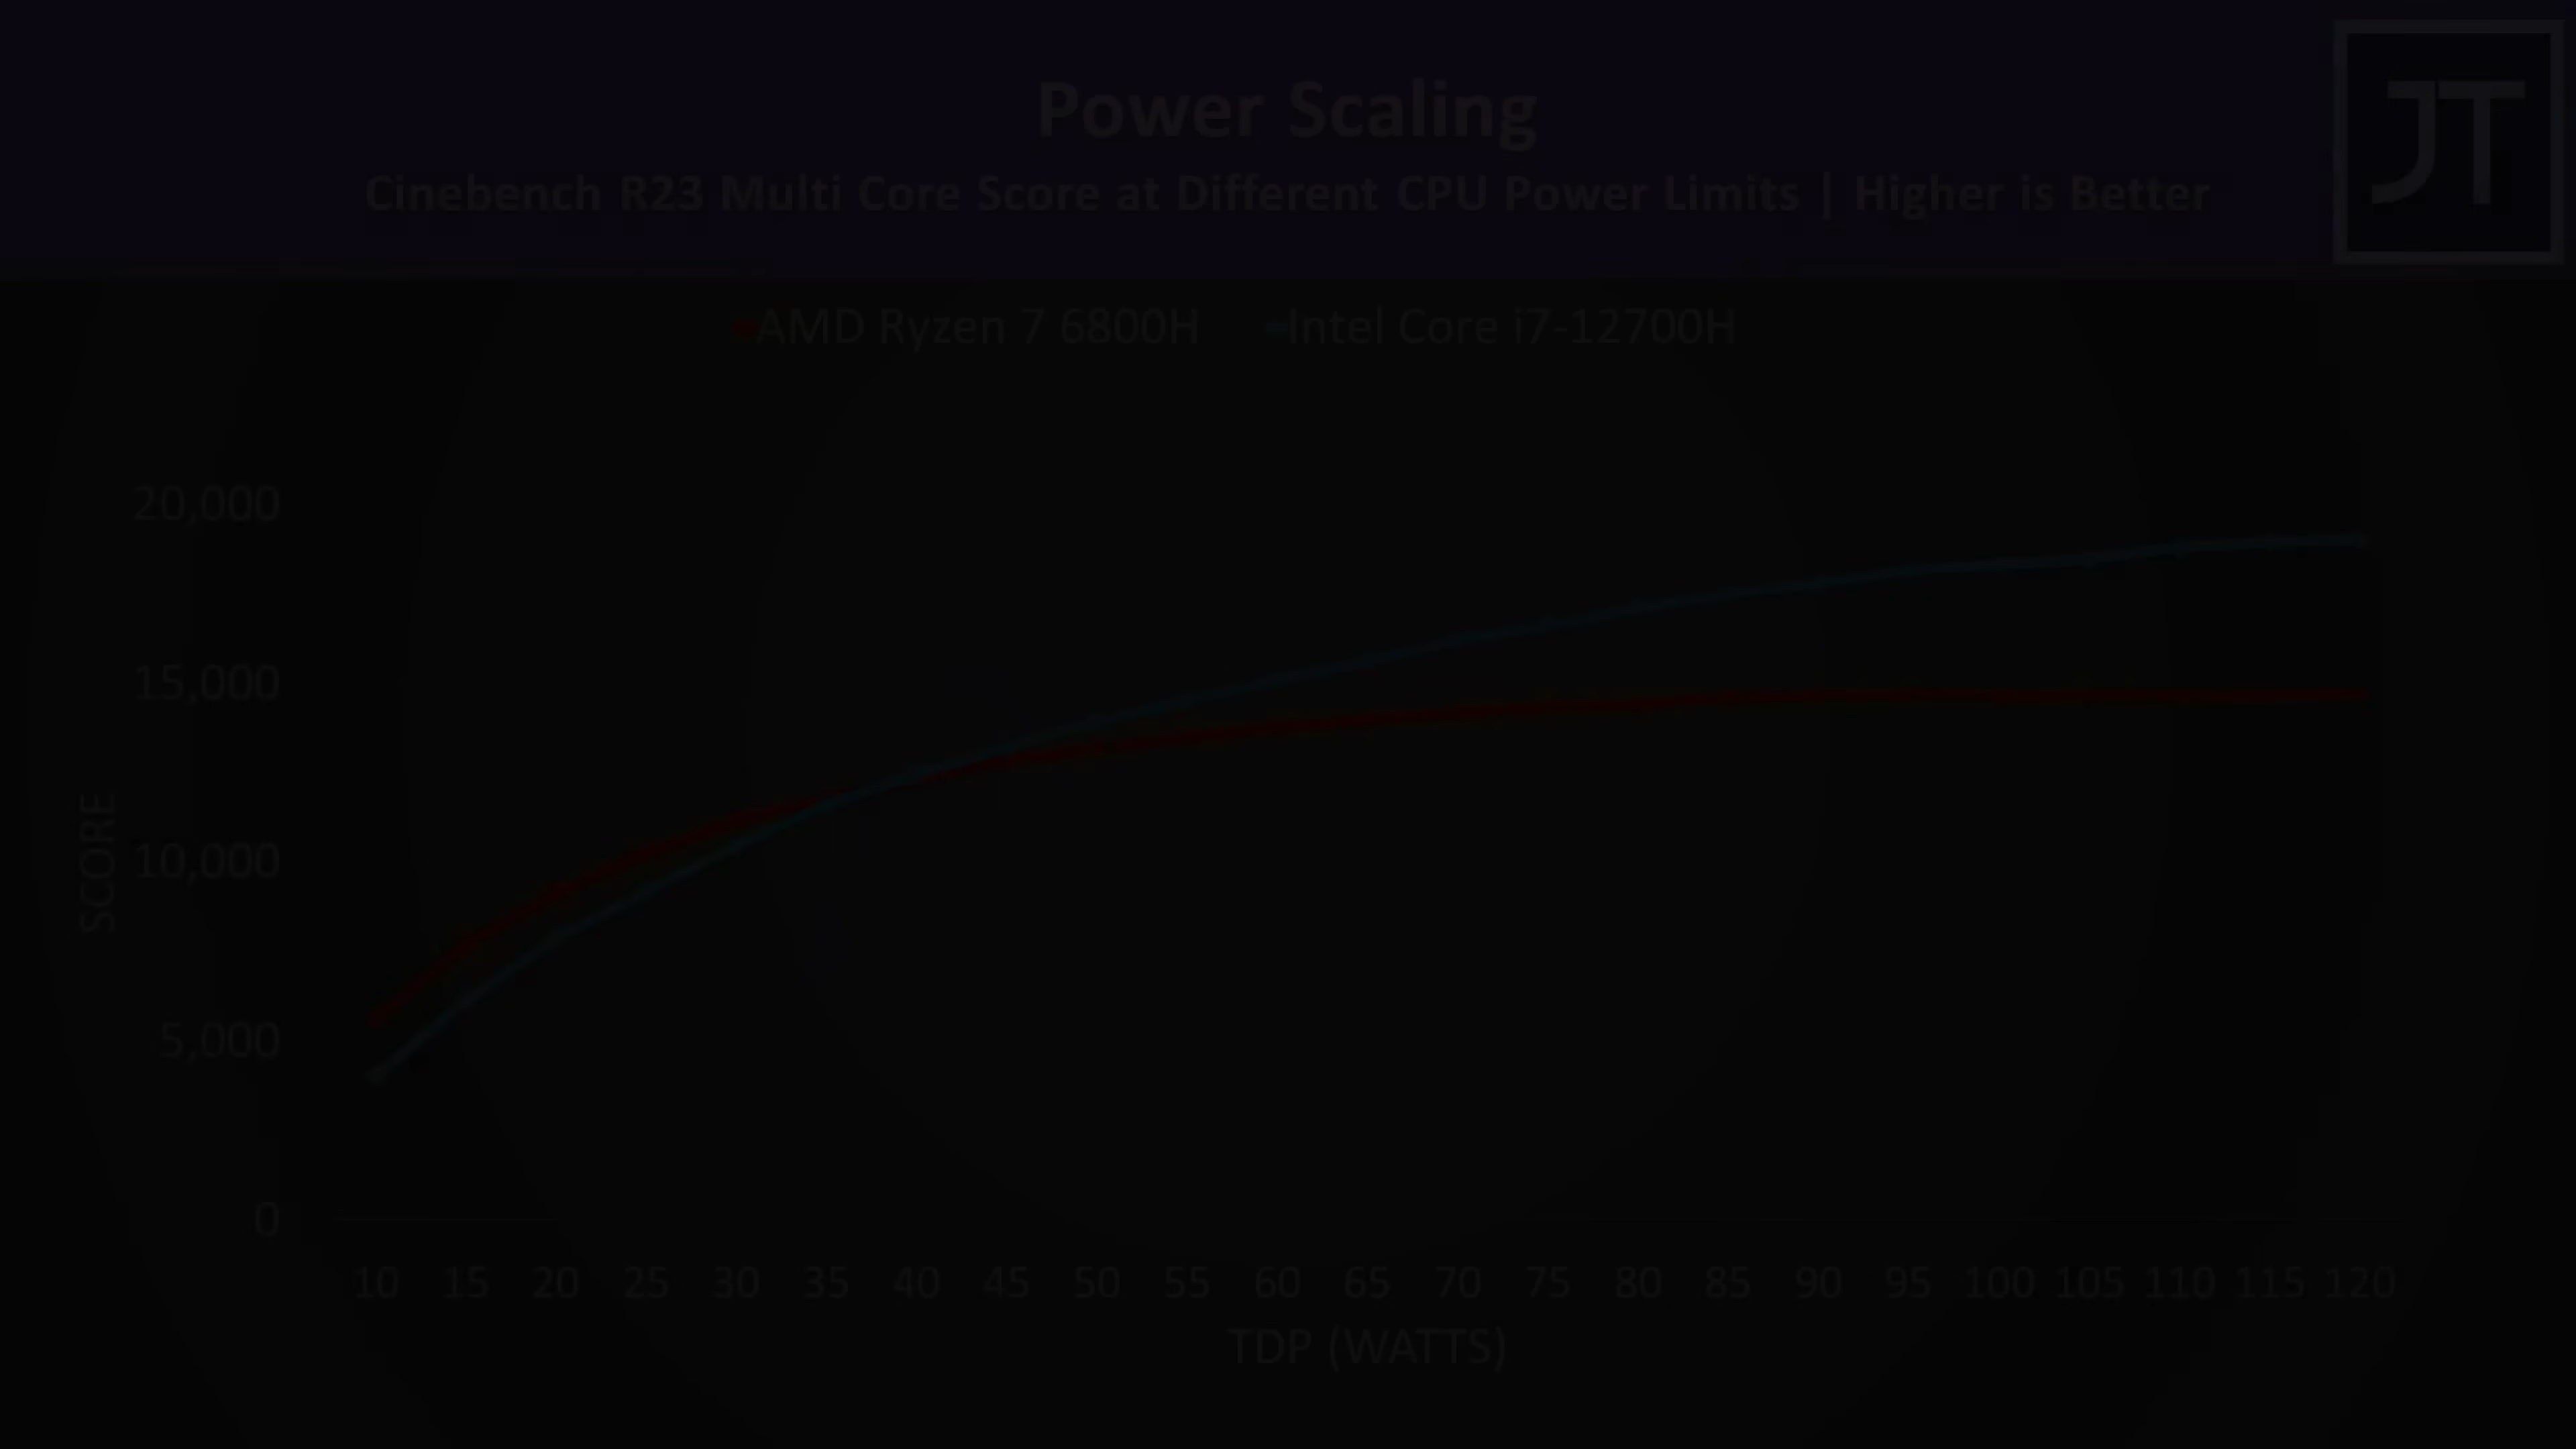 JT
Power Scaling
Cinebench R23 Multi Core Score at Different CPU Power Limits | Higher is Better
AMD Ryzen 7 6800H Intel Core i7-12700H
20,000
15,000
10,000
5,000
0
SCORE
10 15 20 25 30 35 40 45 50 55 60 65 70 75 80 85 90 95 100 105 110 115 120
TDP (WATTS)